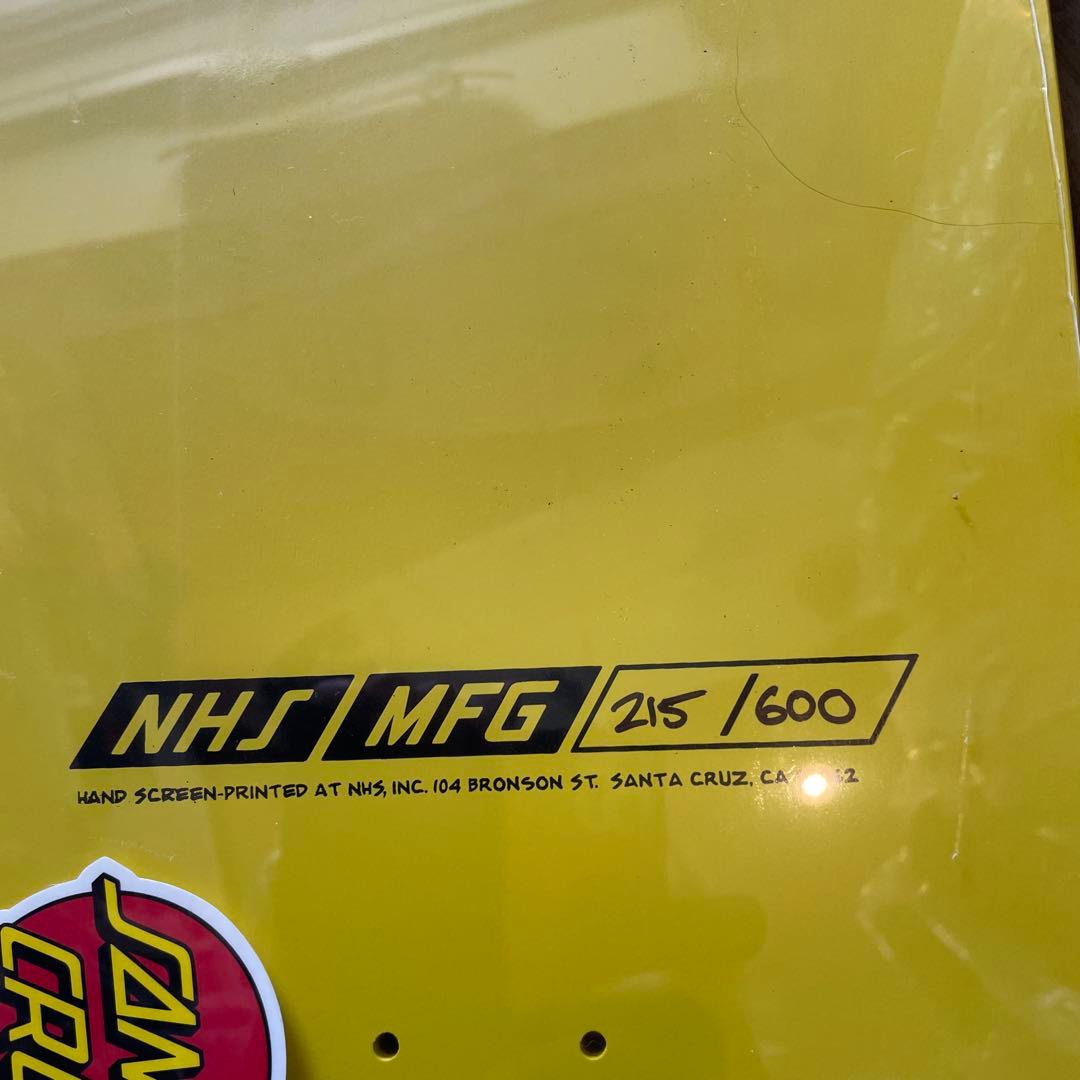 NHS MFG 215/600
HAND SCREEN-PRINTED AT NHS, INC. 104 BRONSON ST. SANTA CRUZ, CA